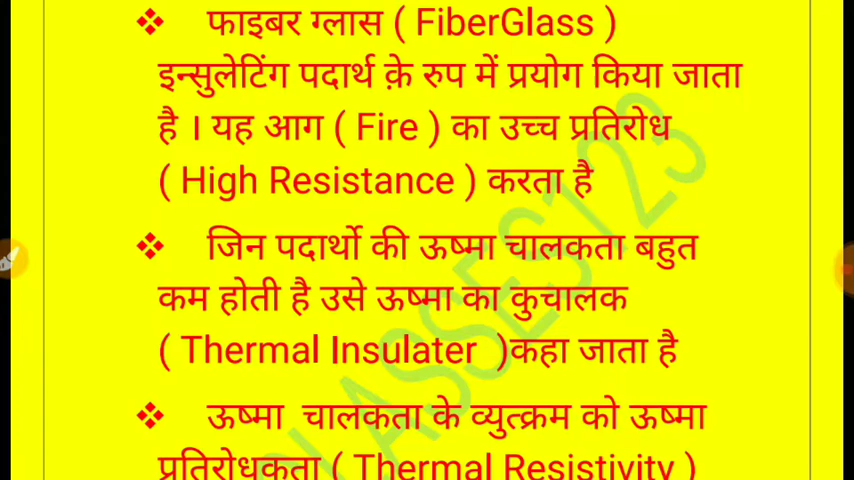 ❖ फाइबर ग्लास ( FiberGlass )
इन्सुलेटिंग पदार्थ के़ रुप में प्रयोग किया जाता
है । यह आग ( Fire ) का उच्च प्रतिरोध
( High Resistance ) करता है
❖ जिन पदार्थो की ऊष्मा चालकता बहुत
कम होती है उसे ऊष्मा का कुचालक
( Thermal Insulater )कहा जाता है
❖ ऊष्मा चालकता के व्युत्क्रम को ऊष्मा
प्रतिरोधकता ( Thermal Resistivity )
CLASSES123